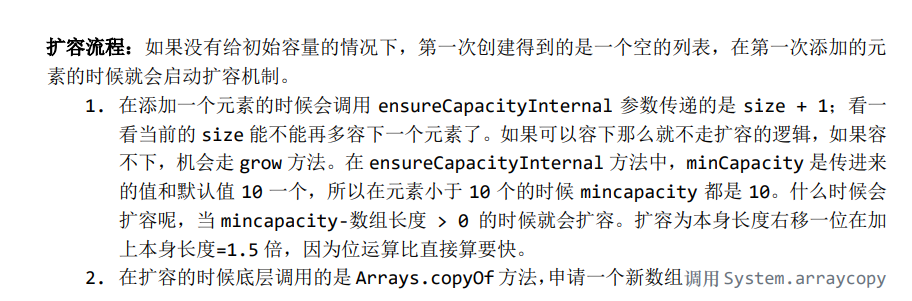 扩容流程：如果没有给初始容量的情况下，第一次创建得到的是一个空的列表，在第一次添加的元
素的时候就会启动扩容机制。
1. 在添加一个元素的时候会调用 ensureCapacityInternal 参数传递的是 size + 1；看一
看当前的 size 能不能再多容下一个元素了。如果可以容下那么就不走扩容的逻辑，如果容
不下，机会走 grow 方法。在 ensureCapacityInternal 方法中，minCapacity 是传进来
的值和默认值 10 一个，所以在元素小于 10 个的时候 mincapacity 都是 10。什么时候会
扩容呢，当 mincapacity-数组长度 > 0 的时候就会扩容。扩容为本身长度右移一位在加
上本身长度=1.5 倍，因为位运算比直接算要快。
2. 在扩容的时候底层调用的是 Arrays.copyOf 方法，申请一个新数组调用 System.arraycopy